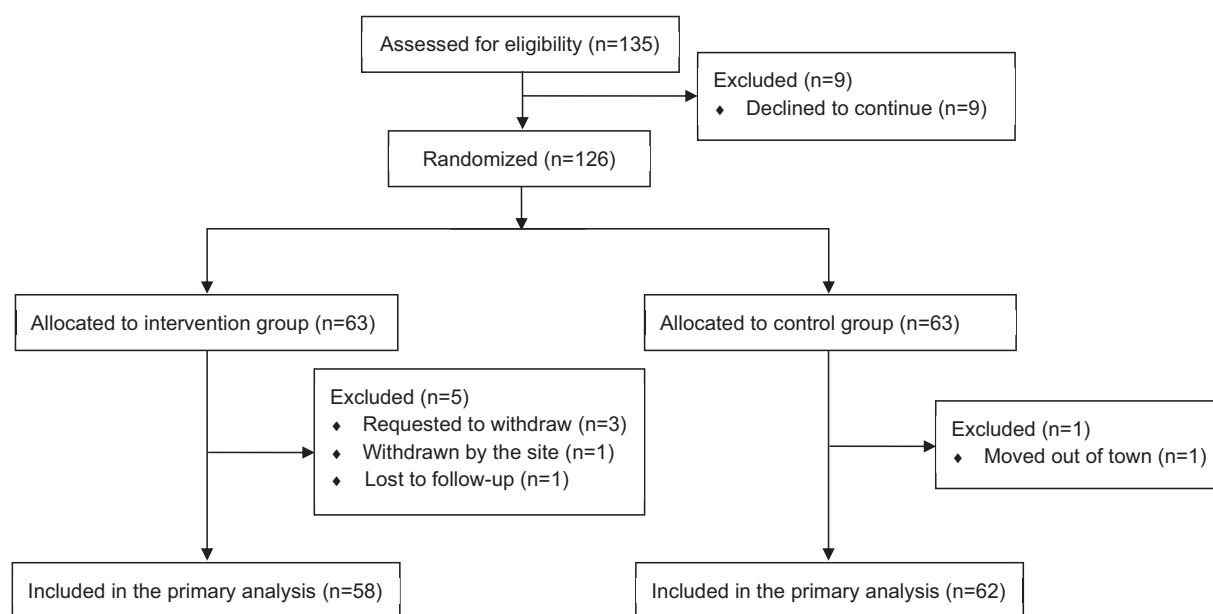 Assessed for eligibility (n=135)
Excluded (n=9)
♦ Declined to continue (n=9)
Randomized (n=126)
Allocated to intervention group (n=63)
Allocated to control group (n=63)
Excluded (n=5)
♦ Requested to withdraw (n=3)
♦ Withdrawn by the site (n=1)
♦ Lost to follow-up (n=1)
Excluded (n=1)
♦ Moved out of town (n=1)
Included in the primary analysis (n=58)
Included in the primary analysis (n=62)